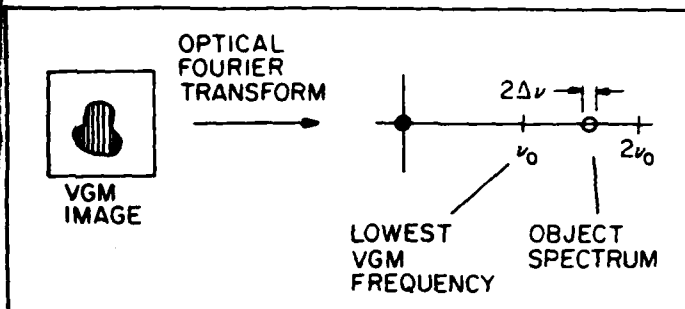 OPTICAL
FOURIER
TRANSFORM
VGM
IMAGE
2Δν
ν₀
2ν₀
LOWEST
VGM
FREQUENCY
OBJECT
SPECTRUM